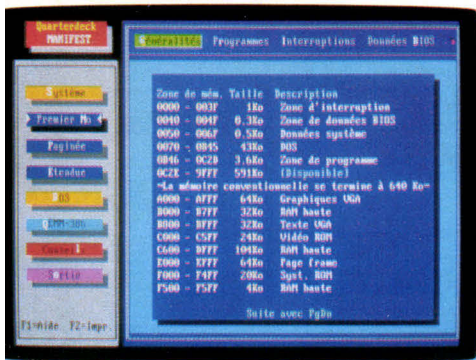 Quarterdeck
MANIFEST
Généralités Programmes Interruptions Données BIOS
Système
Premier Mo
Paginée
Etendue
DOS
QEMM-386
Conseils
Sortie
F1=Aide F2=Impr.
Zone de mém. Taille Description
0000 - 003F 1Ko Zone d'interruption
0040 - 004F 0.3Ko Zone de données BIOS
0050 - 006F 0.5Ko Données système
0070 - 0845 43Ko DOS
0846 - 0C2D 3.6Ko Zone de programme
0C2E - 9FFF 591Ko (Disponible)
=La mémoire conventionnelle se termine à 640 Ko=
A000 - AFFF 64Ko Graphiques VGA
B000 - B7FF 32Ko RAM haute
B800 - BFFF 32Ko Texte VGA
C000 - C5FF 24Ko Vidéo ROM
C600 - DFFF 104Ko RAM haute
E000 - EFFF 64Ko Page frame
F000 - F4FF 20Ko Syst. ROM
F500 - F5FF 4Ko RAM haute
Suite avec PgDn